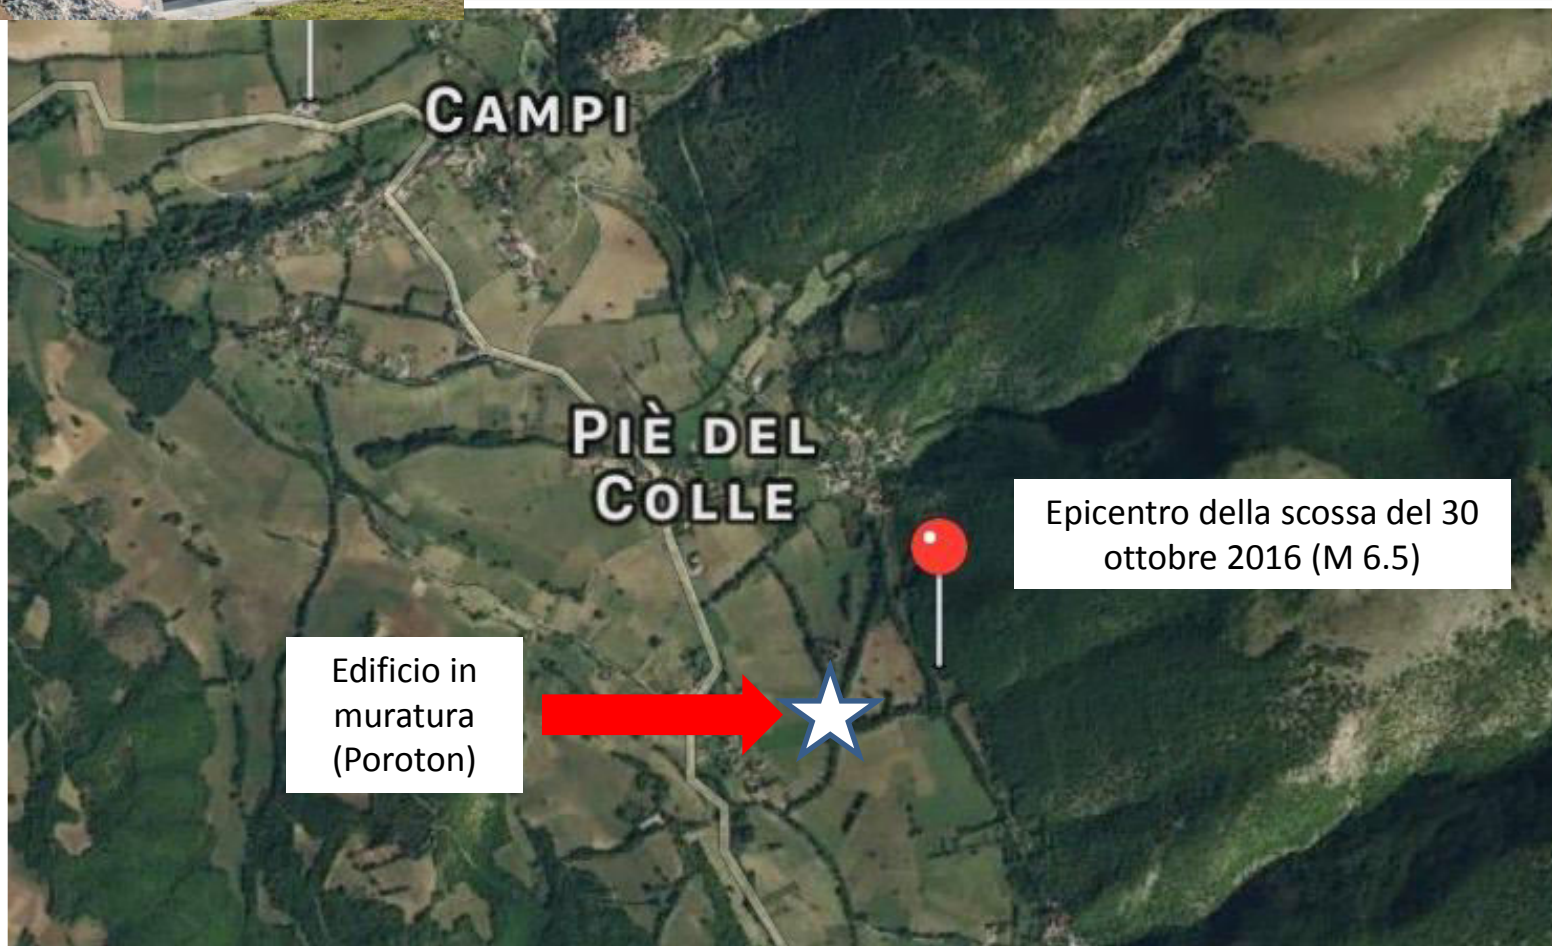 CAMPI
PIÈ DEL
COLLE
Epicentro della scossa del 30
ottobre 2016 (M 6.5)
Edificio in
muratura
(Poroton)